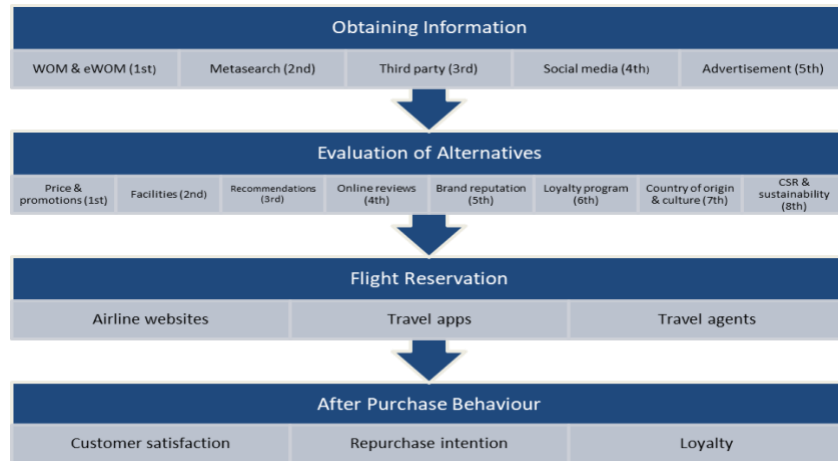 Obtaining Information
WOM & eWOM (1st)
Metasearch (2nd)
Third party (3rd)
Social media (4th)
Advertisement (5th)
Evaluation of Alternatives
Price &
promotions (1st)
Facilities (2nd)
Recommendations
(3rd)
Online reviews
(4th)
Brand reputation
(5th)
Loyalty program
(6th)
Country of origin
& culture (7th)
CSR &
sustainability
(8th)
Flight Reservation
Airline websites
Travel apps
Travel agents
After Purchase Behaviour
Customer satisfaction
Repurchase intention
Loyalty